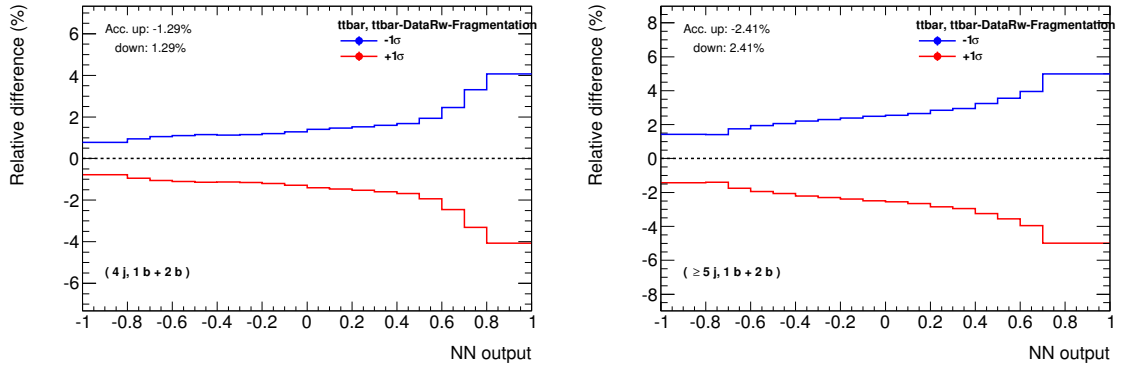 Relative difference (%)
6
4
2
0
-2
-4
-6
Acc. up: -1.29%
down: 1.29%
ttbar, ttbar-DataRw-Fragmentation
-1σ
+1σ
( 4 j, 1 b + 2 b )
-1 -0.8 -0.6 -0.4 -0.2 0 0.2 0.4 0.6 0.8 1
NN output
Relative difference (%)
8
6
4
2
0
-2
-4
-6
-8
Acc. up: -2.41%
down: 2.41%
ttbar, ttbar-DataRw-Fragmentation
-1σ
+1σ
( ≥ 5 j, 1 b + 2 b )
-1 -0.8 -0.6 -0.4 -0.2 0 0.2 0.4 0.6 0.8 1
NN output